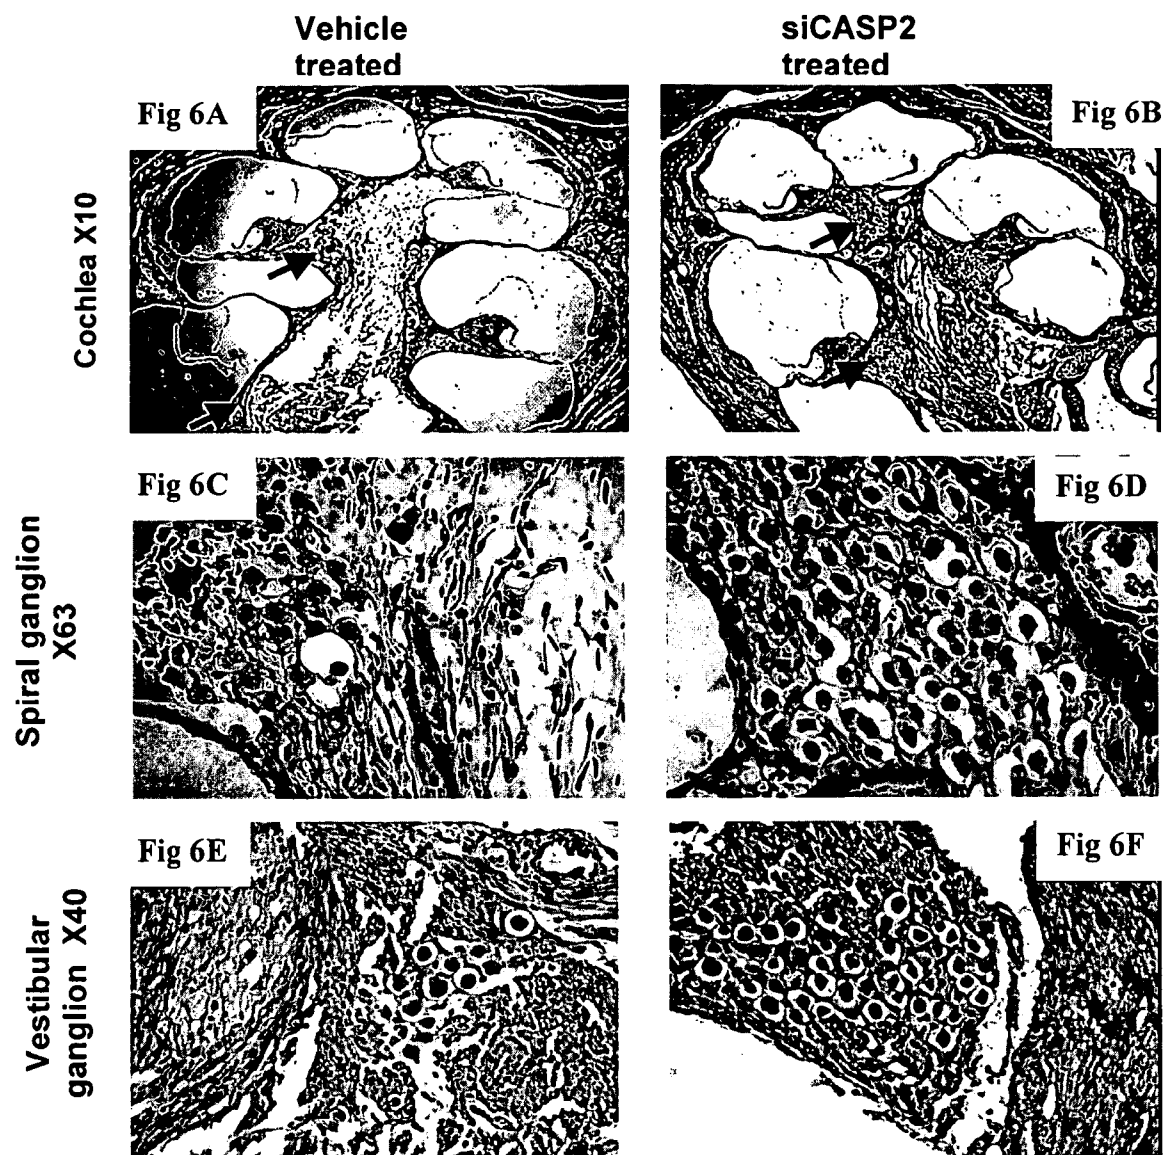 Vehicle
treated
siCASP2
treated
Fig 6A
Fig 6B
Cochlea X10
Fig 6C
Fig 6D
Spiral ganglion
X63
Fig 6E
Fig 6F
Vestibular
ganglion X40